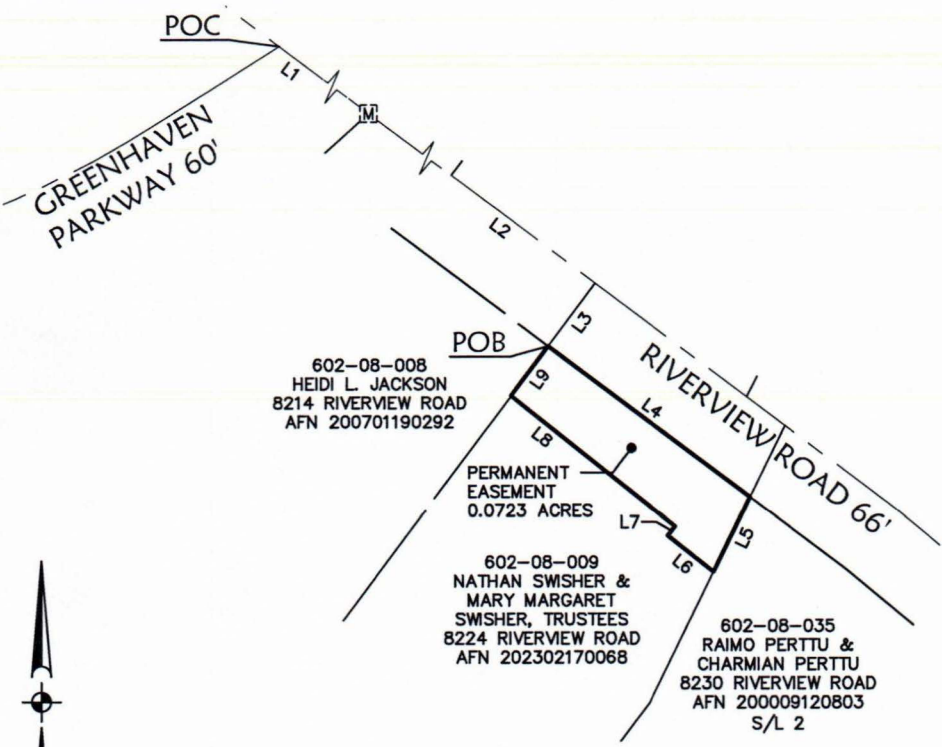 POC
L1
M
GREENHAVEN
PARKWAY 60'
L2
L3
POB
602-08-008
HEIDI L. JACKSON
8214 RIVERVIEW ROAD
AFN 200701190292
L9
L4
RIVERVIEW ROAD 66'
L8
PERMANENT
EASEMENT
0.0723 ACRES
L7
L5
L6
602-08-009
NATHAN SWISHER &
MARY MARGARET
SWISHER, TRUSTEES
8224 RIVERVIEW ROAD
AFN 202302170068
602-08-035
RAIMO PERTTU &
CHARMIAN PERTTU
8230 RIVERVIEW ROAD
AFN 200009120803
S/L 2